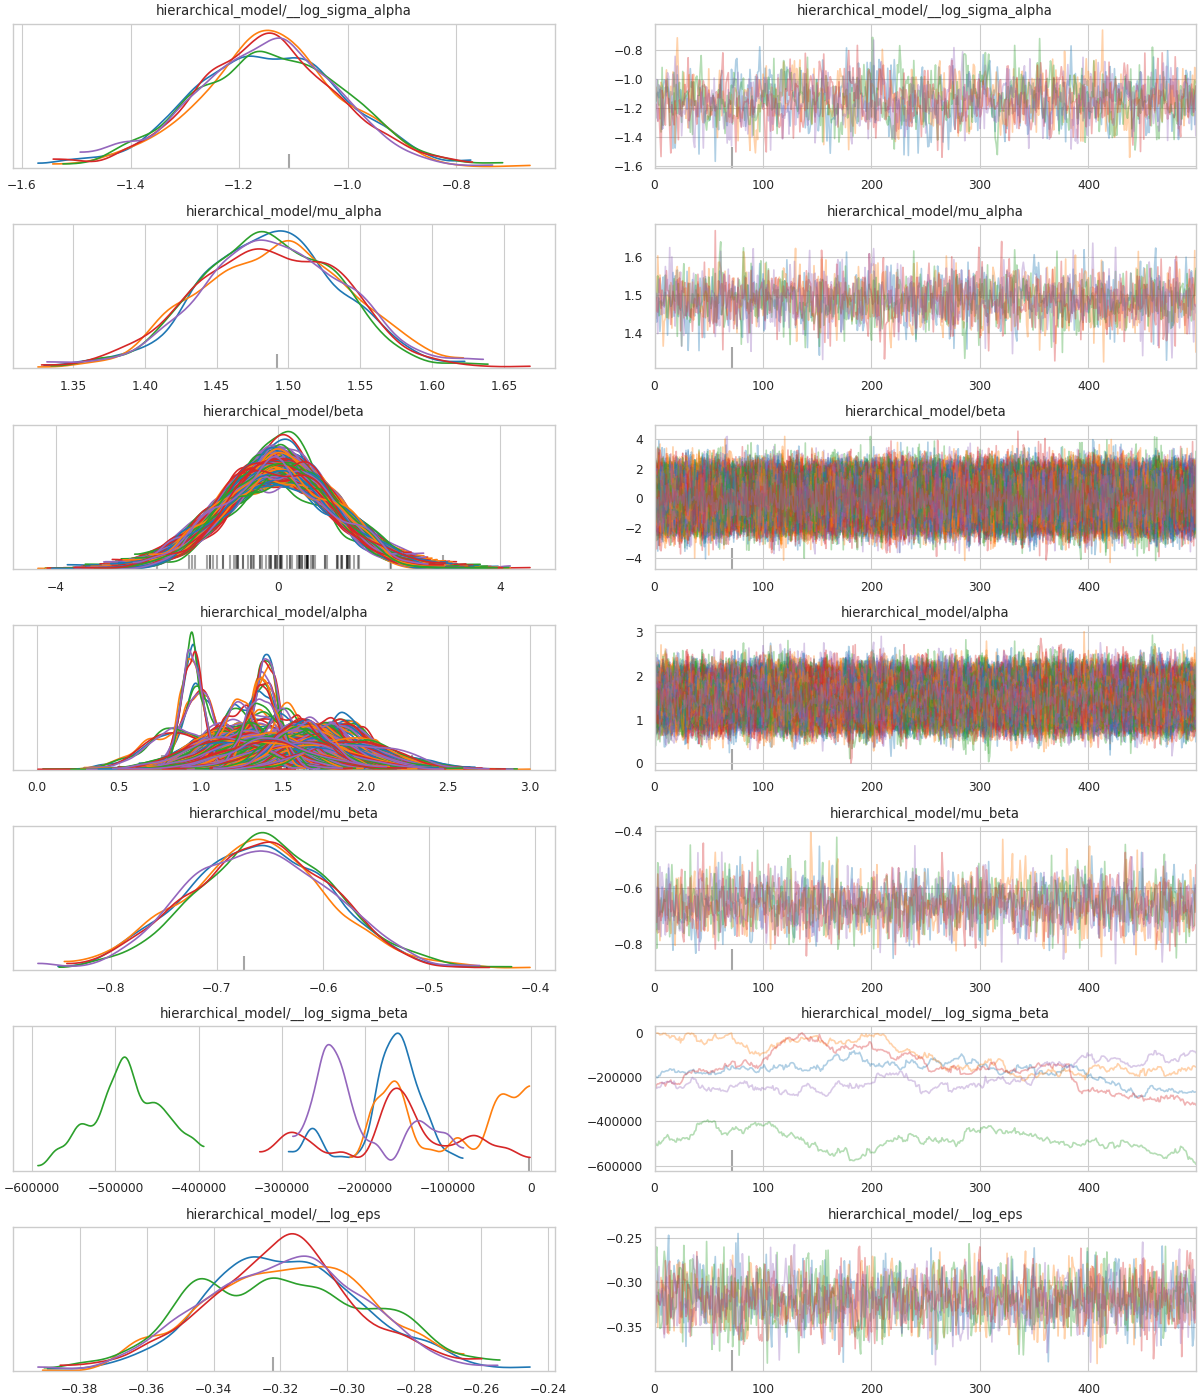 hierarchical_model/__log_sigma_alpha
hierarchical_model/__log_sigma_alpha
−0.8
−1.0
−1.2
−1.4
−1.6
−1.6 −1.4 −1.2 −1.0 −0.8
0 100 200 300 400
hierarchical_model/mu_alpha
hierarchical_model/mu_alpha
1.6
1.5
1.4
1.35 1.40 1.45 1.50 1.55 1.60 1.65
0 100 200 300 400
hierarchical_model/beta
hierarchical_model/beta
4
2
0
−2
−4
−4 −2 0 2 4
0 100 200 300 400
hierarchical_model/alpha
hierarchical_model/alpha
3
2
1
0
0.0 0.5 1.0 1.5 2.0 2.5 3.0
0 100 200 300 400
hierarchical_model/mu_beta
hierarchical_model/mu_beta
−0.4
−0.6
−0.8
−0.8 −0.7 −0.6 −0.5 −0.4
0 100 200 300 400
hierarchical_model/__log_sigma_beta
hierarchical_model/__log_sigma_beta
0
−200000
−400000
−600000
−600000 −500000 −400000 −300000 −200000 −100000 0
0 100 200 300 400
hierarchical_model/__log_eps
hierarchical_model/__log_eps
−0.25
−0.30
−0.35
−0.38 −0.36 −0.34 −0.32 −0.30 −0.28 −0.26 −0.24
0 100 200 300 400